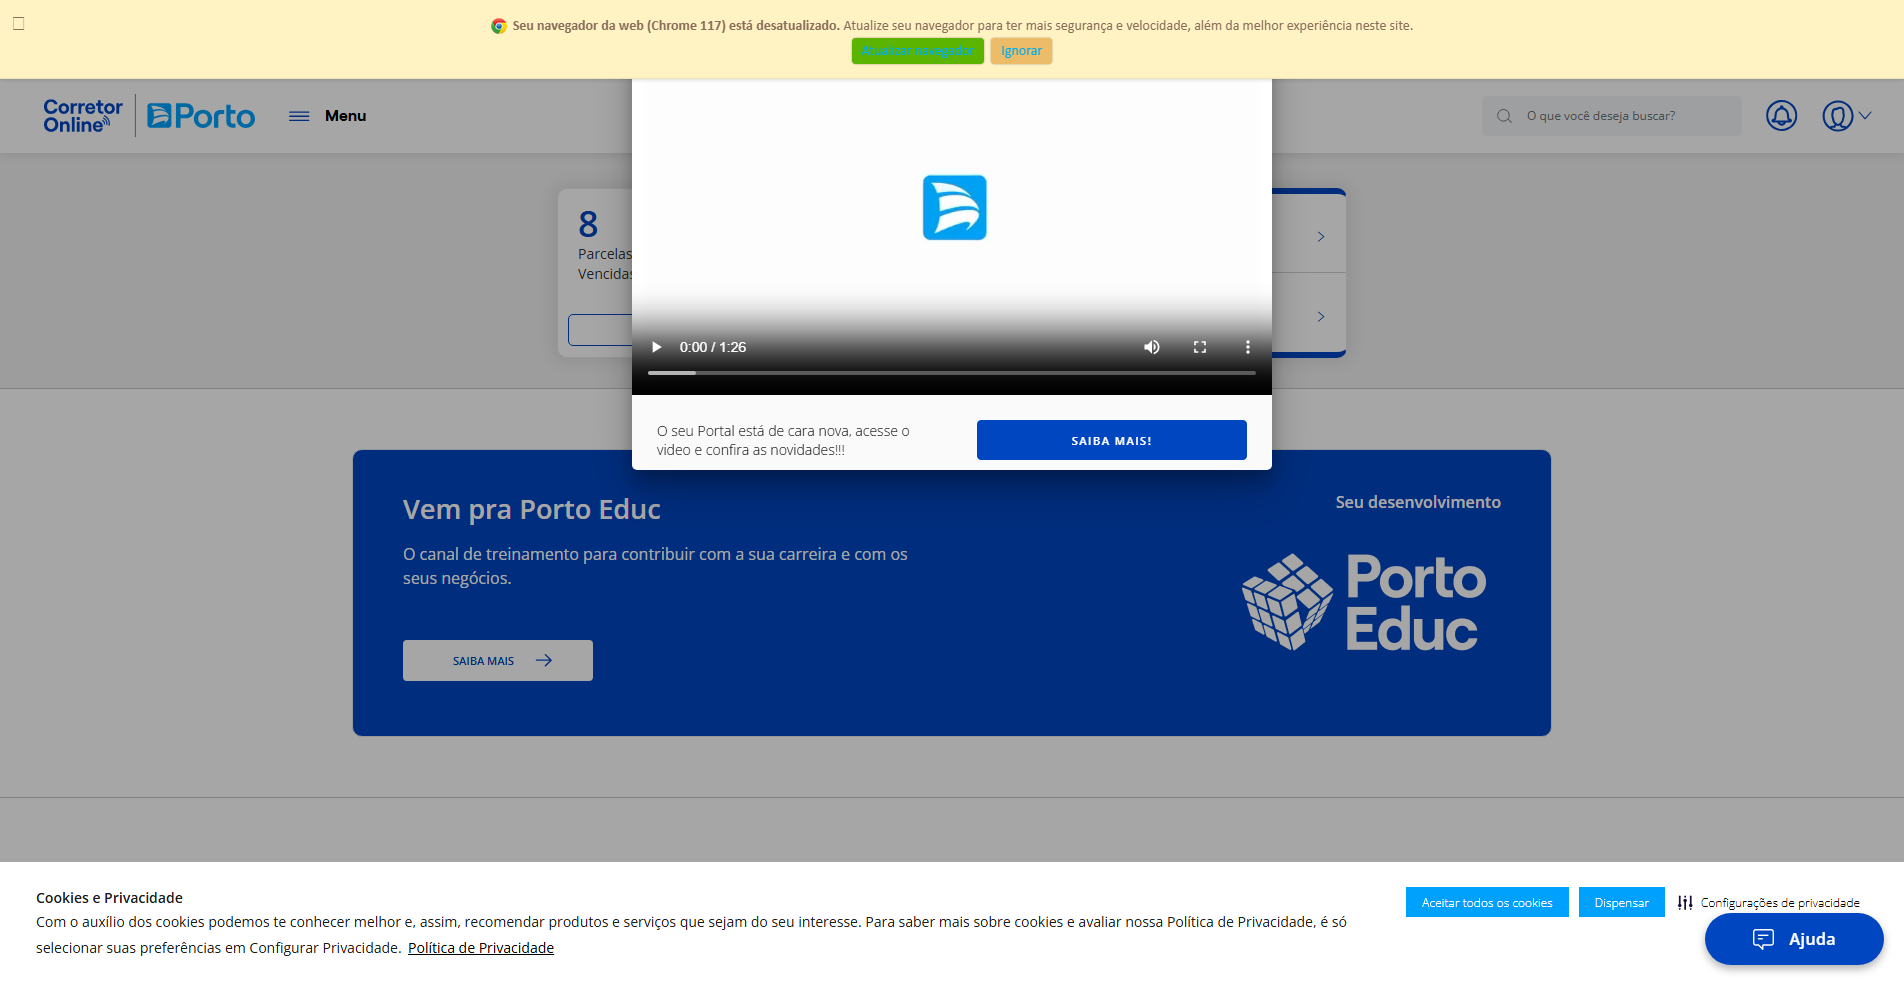 Seu navegador da web (Chrome 117) está desatualizado. Atualize seu navegador para ter mais segurança e velocidade, além da melhor experiência neste site.
Atualizar navegador Ignorar
Corretor
Online
Porto
Menu
O que você deseja buscar?
8
Parcelas
Vencidas
0:00 / 1:26
O seu Portal está de cara nova, acesse o
video e confira as novidades!!!
SAIBA MAIS!
Vem pra Porto Educ
O canal de treinamento para contribuir com a sua carreira e com os
seus negócios.
SAIBA MAIS
Seu desenvolvimento
Porto
Educ
Cookies e Privacidade
Com o auxílio dos cookies podemos te conhecer melhor e, assim, recomendar produtos e serviços que sejam do seu interesse. Para saber mais sobre cookies e avaliar nossa Política de Privacidade, é só
selecionar suas preferências em Configurar Privacidade. Política de Privacidade
Aceitar todos os cookies
Dispensar
Configurações de privacidade
Ajuda